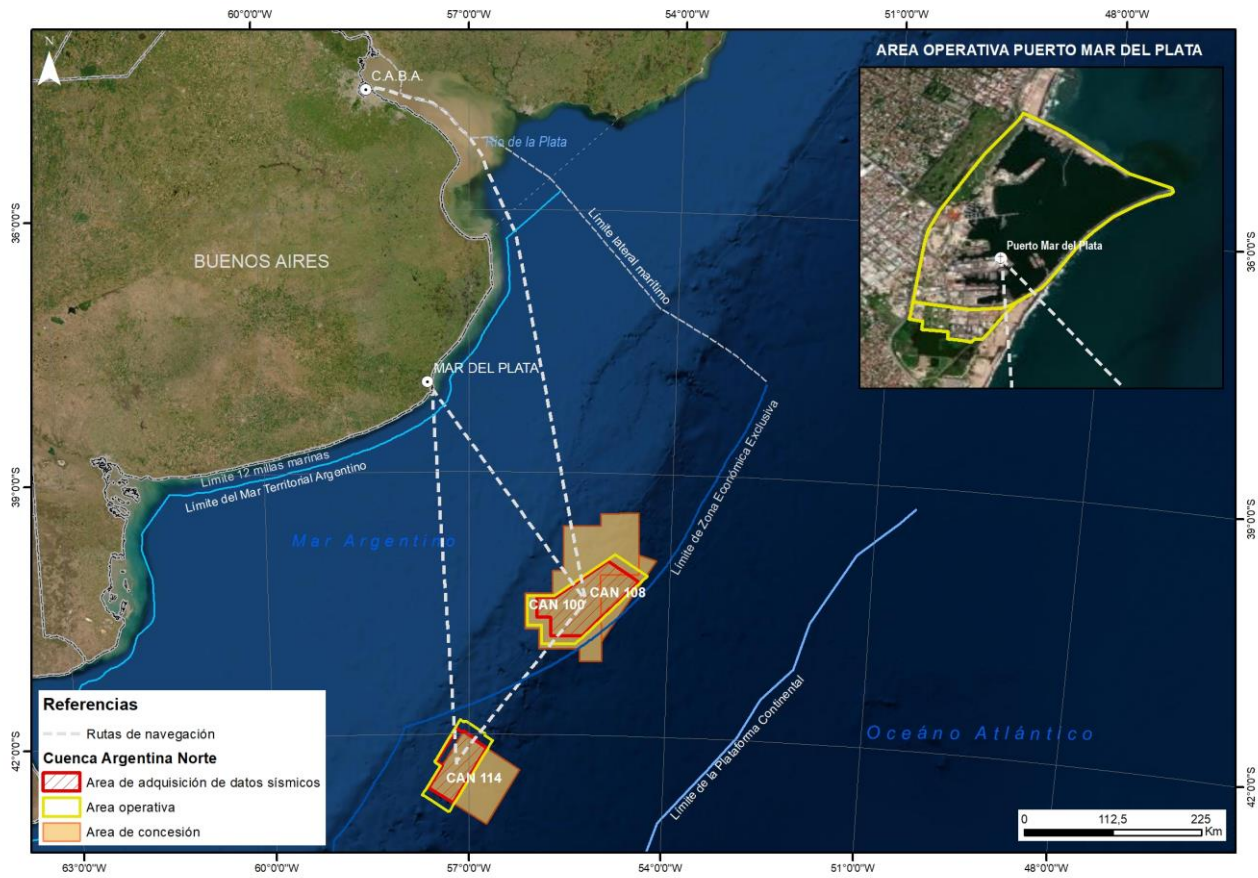 60°0'0"O
57°0'0"O
54°0'0"O
51°0'0"O
48°0'0"O
N
C.A.B.A.
Río de la Plata
BUENOS AIRES
MAR DEL PLATA
Límite lateral marítimo
AREA OPERATIVA PUERTO MAR DEL PLATA
Puerto Mar del Plata
36°0'0"S
36°0'0"S
Límite 12 millas marinas
Límite del Mar Territorial Argentino
Límite de Zona Económica Exclusiva
39°0'0"S
39°0'0"S
Mar Argentino
CAN 100
CAN 108
CAN 114
Límite de la Plataforma Continental
Oceáno Atlántico
42°0'0"S
42°0'0"S
Referencias
Rutas de navegación
Cuenca Argentina Norte
Area de adquisición de datos sísmicos
Area operativa
Area de concesión
0 112,5 225
Km
63°0'0"O
60°0'0"O
57°0'0"O
54°0'0"O
51°0'0"O
48°0'0"O